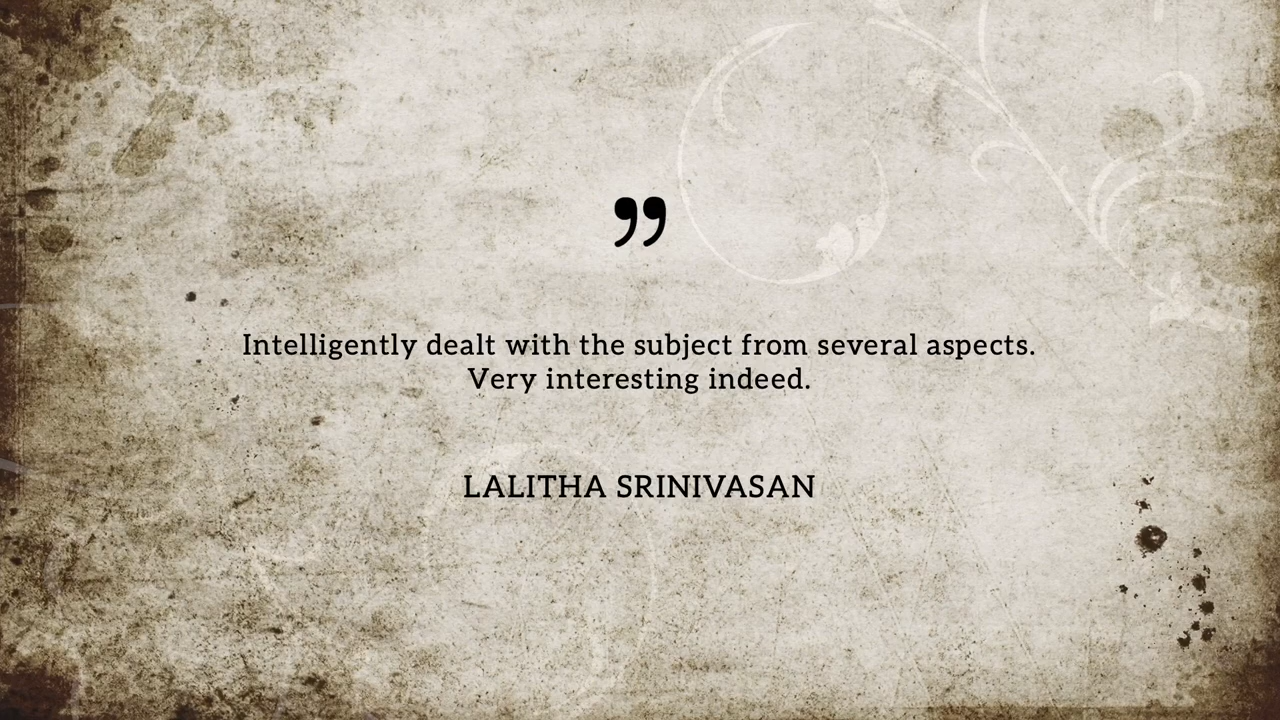 ”
Intelligently dealt with the subject from several aspects.
Very interesting indeed.
LALITHA SRINIVASAN